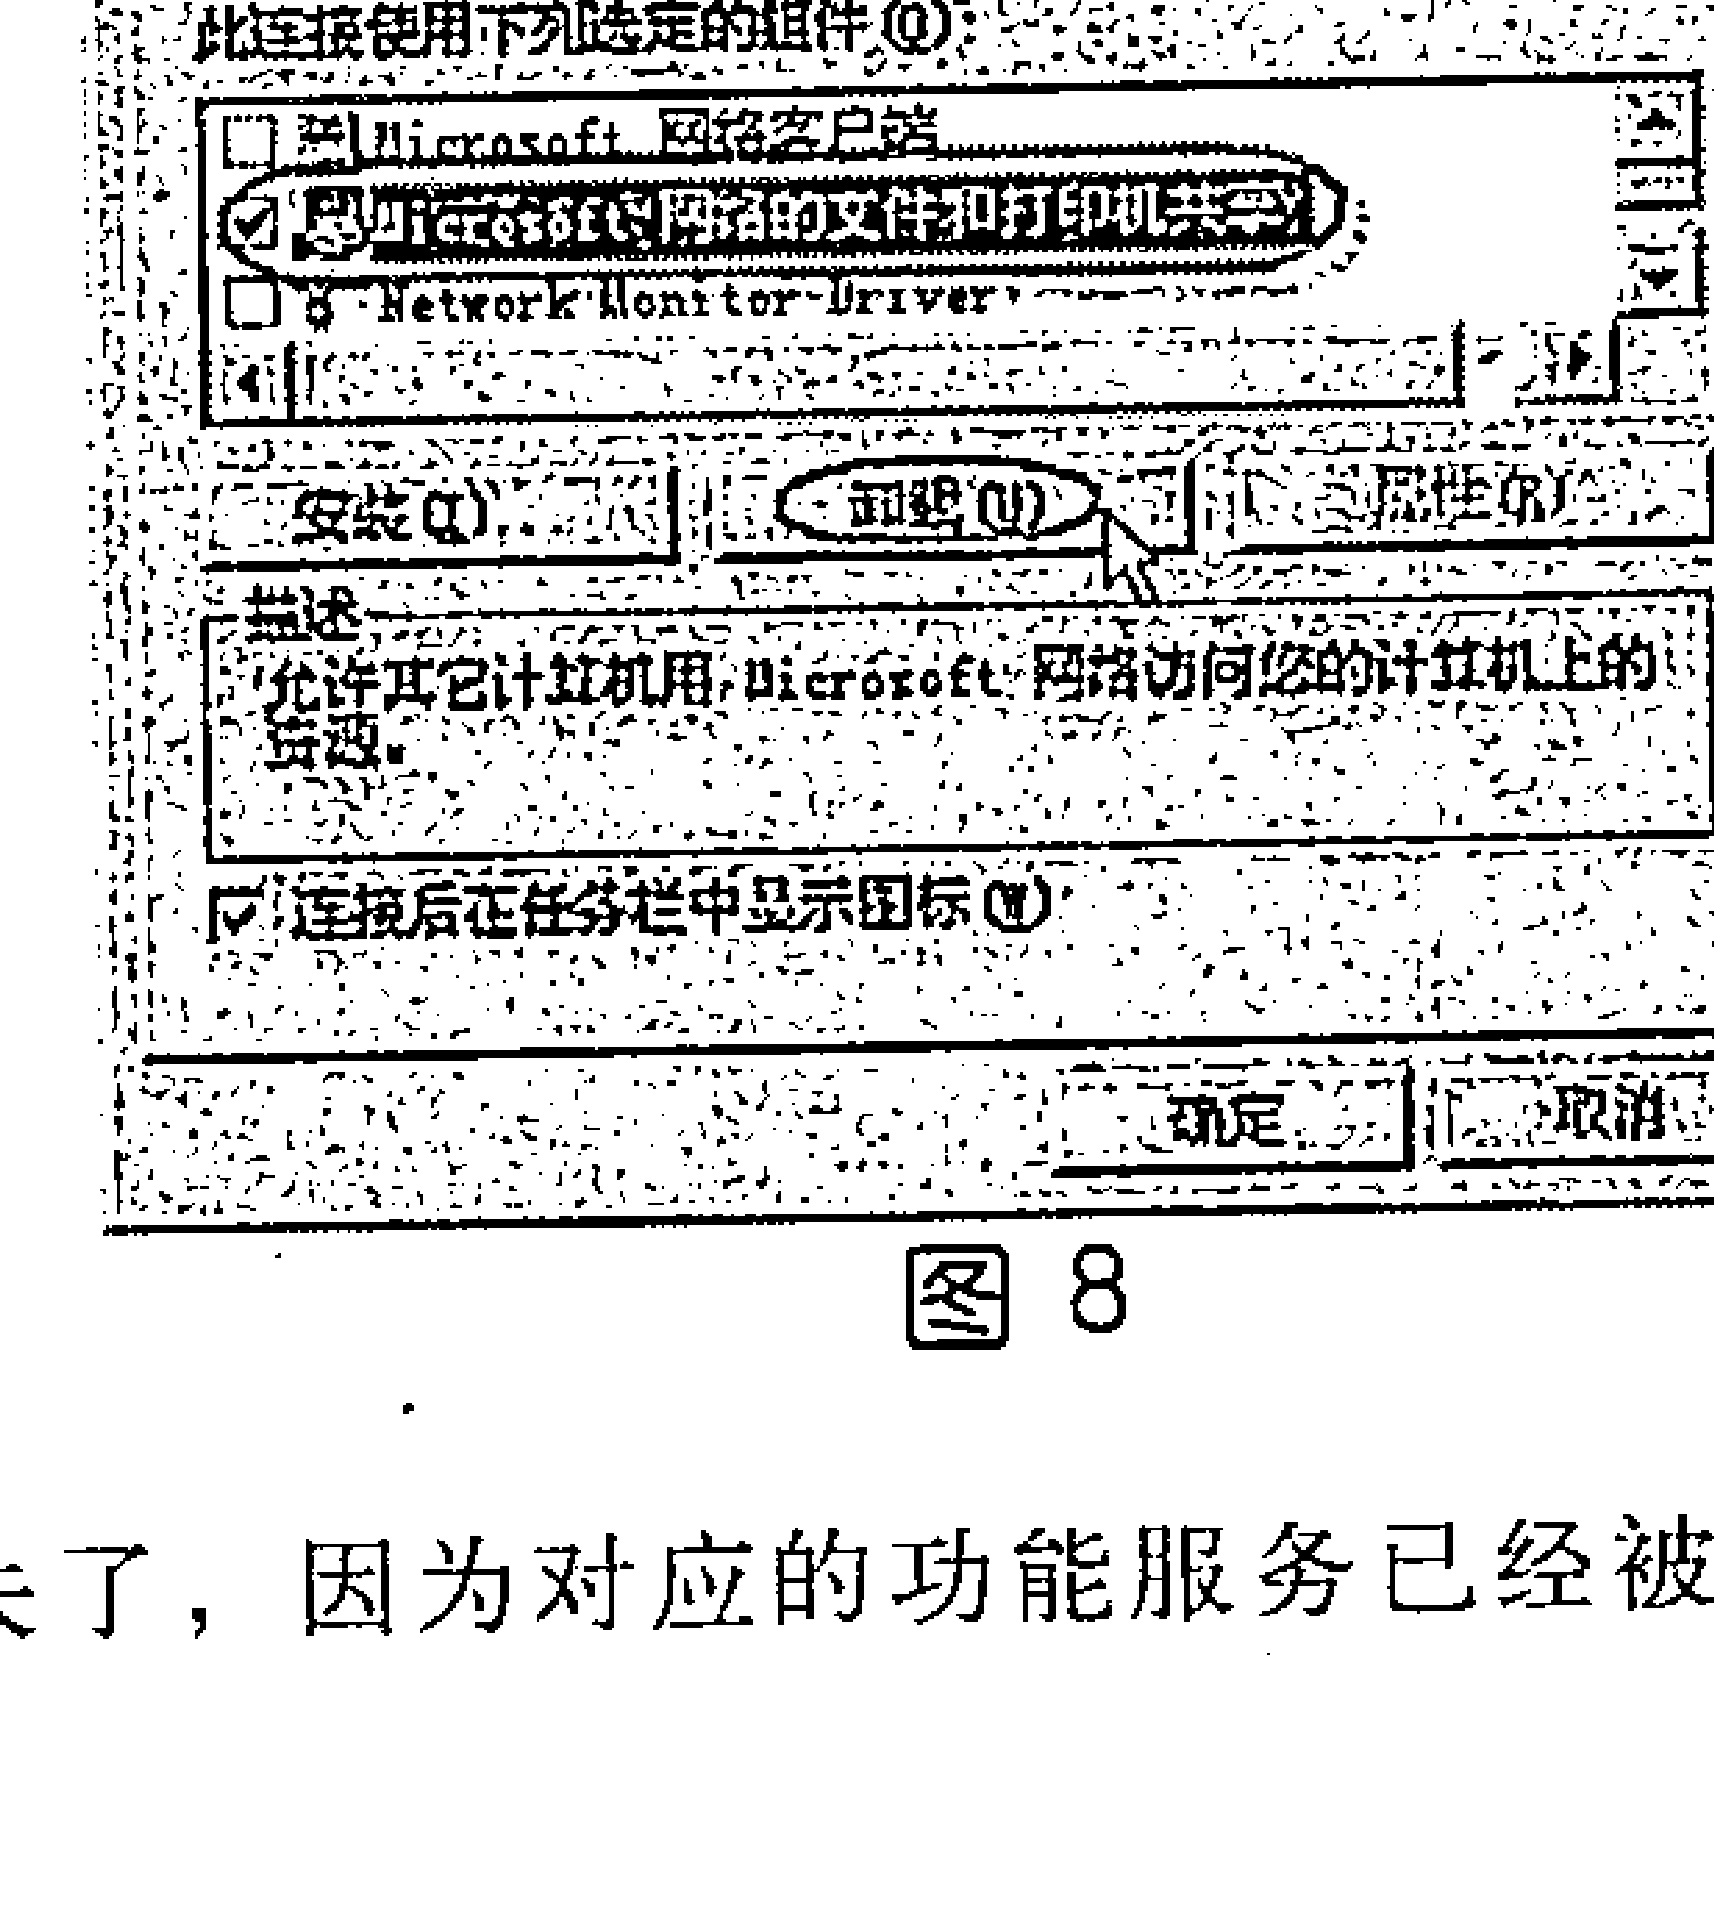 此连接使用下列选定的组件(O):
Microsoft 网络客户端
Microsoft 网络的文件和打印机共享
Network Monitor Driver
安装(I)... 卸载(U) 属性(R)
描述
允许其它计算机用 Microsoft 网络访问您的计算机上的
资源.
连接后在任务栏中显示图标(W)
确定 取消
图 8
了，因为对应的功能服务已经被